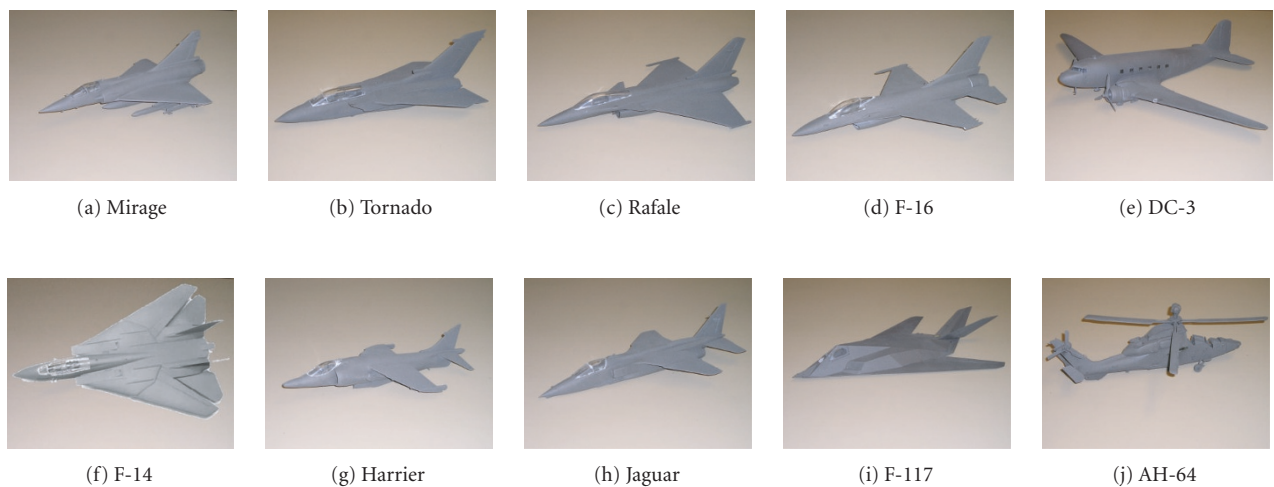 (a) Mirage
(b) Tornado
(c) Rafale
(d) F-16
(e) DC-3
(f) F-14
(g) Harrier
(h) Jaguar
(i) F-117
(j) AH-64